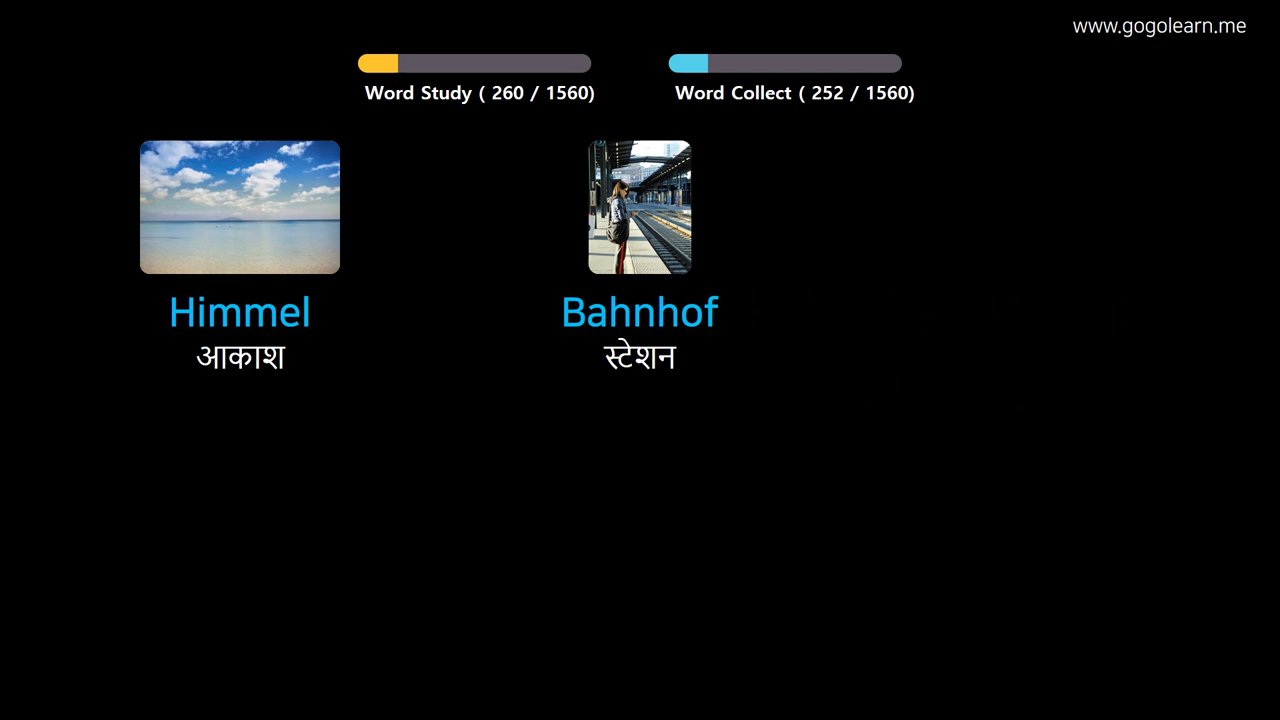 www.gogolearn.me
Word Study ( 260 / 1560)
Word Collect ( 252 / 1560)
Himmel
आकाश
Bahnhof
स्टेशन